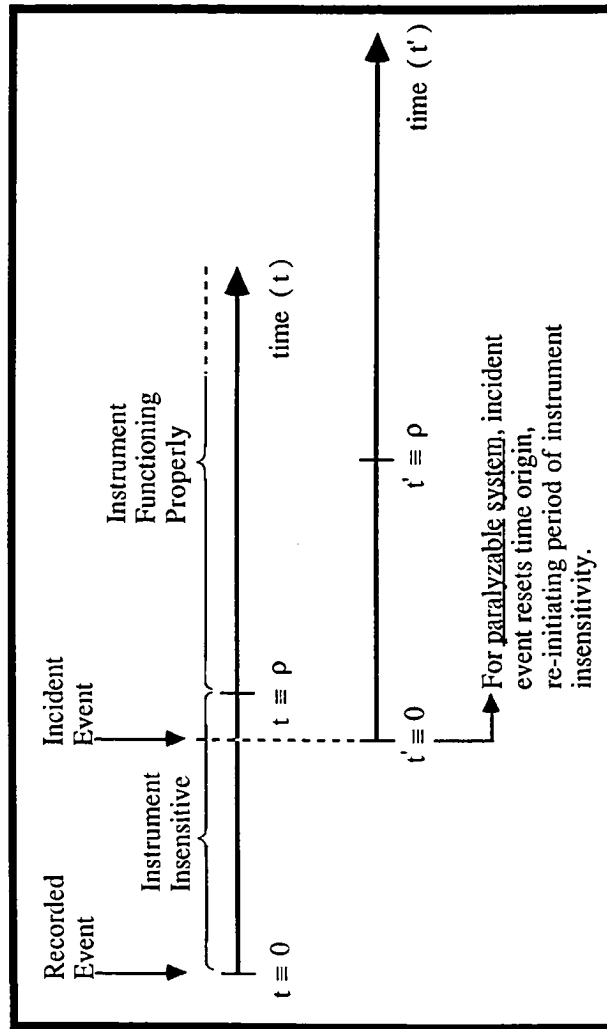 Recorded
Event
Incident
Event
Instrument
Insensitive
Instrument
Functioning
Properly
t ≡ 0
t ≡ ρ
time ( t )
t' ≡ 0
t' ≡ ρ
time ( t' )
For paralyzable system, incident
event resets time origin,
re-initiating period of instrument
insensitivity.